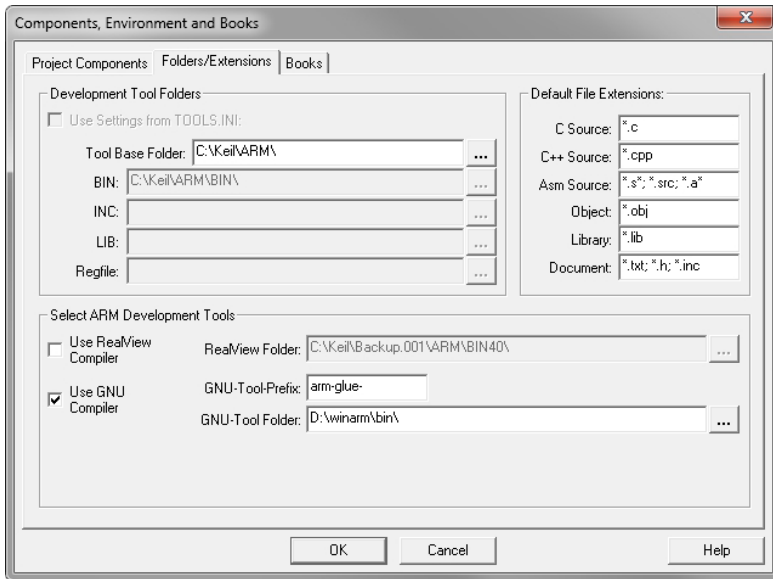 Components, Environment and Books
Project Components Folders/Extensions Books
Development Tool Folders
Use Settings from TOOLS.INI:
Tool Base Folder: C:\Keil\ARM\ ...
BIN: C:\Keil\ARM\BIN\ ...
INC: ...
LIB: ...
Regfile: ...
Default File Extensions:
C Source: *.c
C++ Source: *.cpp
Asm Source: *.s*; *.src; *.a*
Object: *.obj
Library: *.lib
Document: *.txt; *.h; *.inc
Select ARM Development Tools
Use RealView
Compiler
RealView Folder: C:\Keil\Backup.001\ARM\BIN40\ ...
Use GNU
Compiler
GNU-Tool-Prefix: arm-glue-
GNU-Tool Folder: D:\winarm\bin\ ...
OK Cancel Help